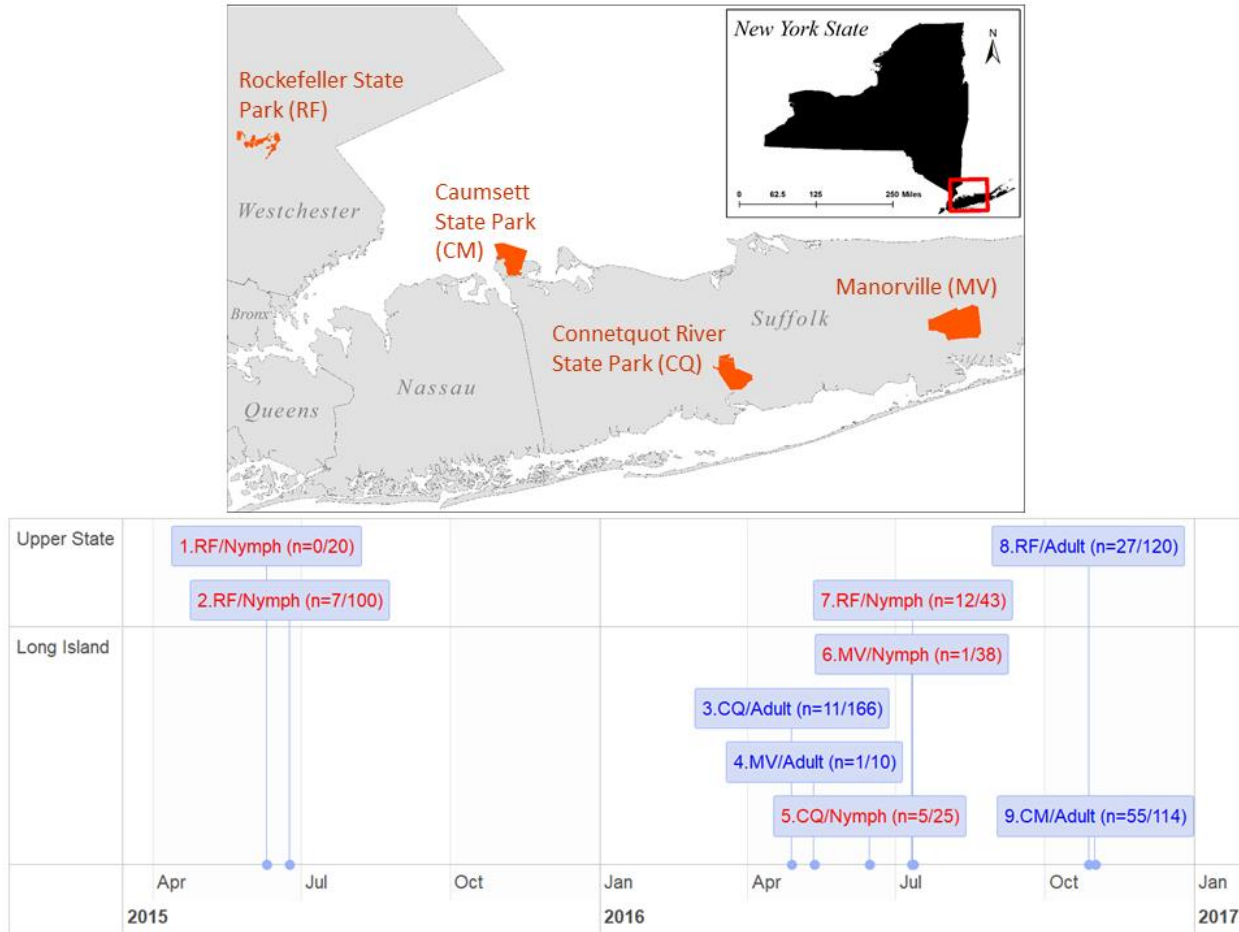 New York State
N
0 62.5 125 250 Miles
Rockefeller State
Park (RF)
Westchester
Caumsett
State Park
(CM)
Manorville (MV)
Suffolk
Connetquot River
State Park (CQ)
Bronx
Nassau
Queens
Upper State
1.RF/Nymph (n=0/20)
8.RF/Adult (n=27/120)
2.RF/Nymph (n=7/100)
7.RF/Nymph (n=12/43)
Long Island
6.MV/Nymph (n=1/38)
3.CQ/Adult (n=11/166)
4.MV/Adult (n=1/10)
5.CQ/Nymph (n=5/25)
9.CM/Adult (n=55/114)
Apr Jul Oct Jan Apr Jul Oct Jan
2015 2016 2017